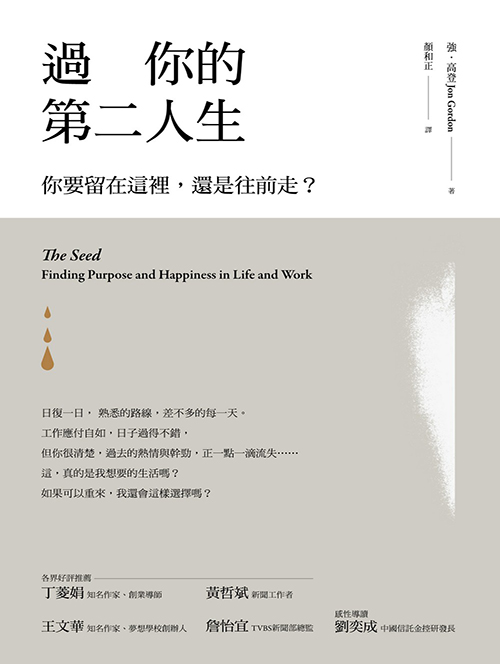 過 你的
第二人生
你要留在這裡，還是往前走？
強．高登 Jon Gordon 著
顏和正 譯
The Seed
Finding Purpose and Happiness in Life and Work
日復一日， 熟悉的路線，差不多的每一天。
工作應付自如，日子過得不錯，
但你很清楚，過去的熱情與幹勁，正一點一滴流失……
這，真的是我想要的生活嗎？
如果可以重來，我還會這樣選擇嗎？
各界好評推薦
丁菱娟 知名作家、創業導師
黃哲斌 新聞工作者
王文華 知名作家、夢想學校創辦人
詹怡宜 TVBS新聞部總監
感性導讀
劉奕成 中國信託金控研發長